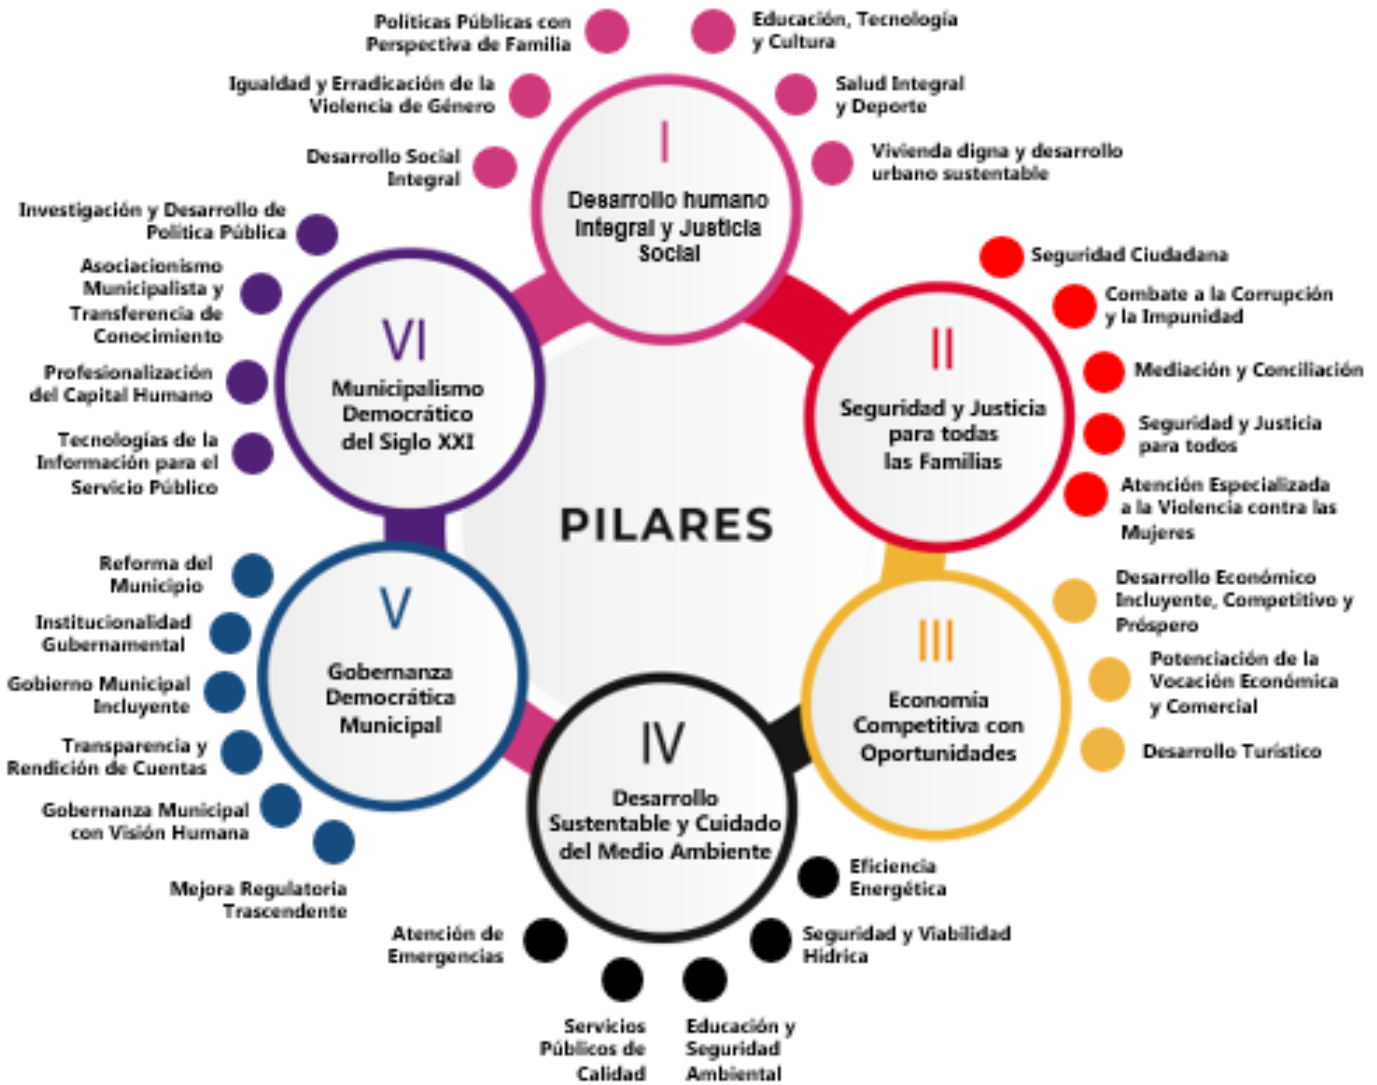 Políticas Públicas con
Perspectiva de Familia
Igualdad y Erradicación de la
Violencia de Género
Desarrollo Social
Integral
Educación, Tecnología
y Cultura
Salud Integral
y Deporte
Vivienda digna y desarrollo
urbano sustentable
I
Desarrollo humano
Integral y Justicia
Social
Seguridad Ciudadana
Combate a la Corrupción
y la Impunidad
Mediación y Conciliación
Seguridad y Justicia
para todos
Atención Especializada
a la Violencia contra las
Mujeres
II
Seguridad y Justicia
para todas
las Familias
Desarrollo Económico
Incluyente, Competitivo y
Próspero
Potenciación de la
Vocación Económica
y Comercial
Desarrollo Turístico
III
Economía
Competitiva con
Oportunidades
Eficiencia
Energética
Seguridad y Viabilidad
Hídrica
Educación y
Seguridad
Ambiental
Servicios
Públicos de
Calidad
Atención de
Emergencias
IV
Desarrollo
Sustentable y Cuidado
del Medio Ambiente
Reforma del
Municipio
Institucionalidad
Gubernamental
Gobierno Municipal
Incluyente
Transparencia y
Rendición de Cuentas
Gobernanza Municipal
con Visión Humana
Mejora Regulatoria
Trascendente
V
Gobernanza
Democrática
Municipal
Investigación y Desarrollo de
Política Pública
Asociacionismo
Municipalista y
Transferencia de
Conocimiento
Profesionalización
del Capital Humano
Tecnologías de la
Información para el
Servicio Público
VI
Municipalismo
Democrático
del Siglo XXI
PILARES